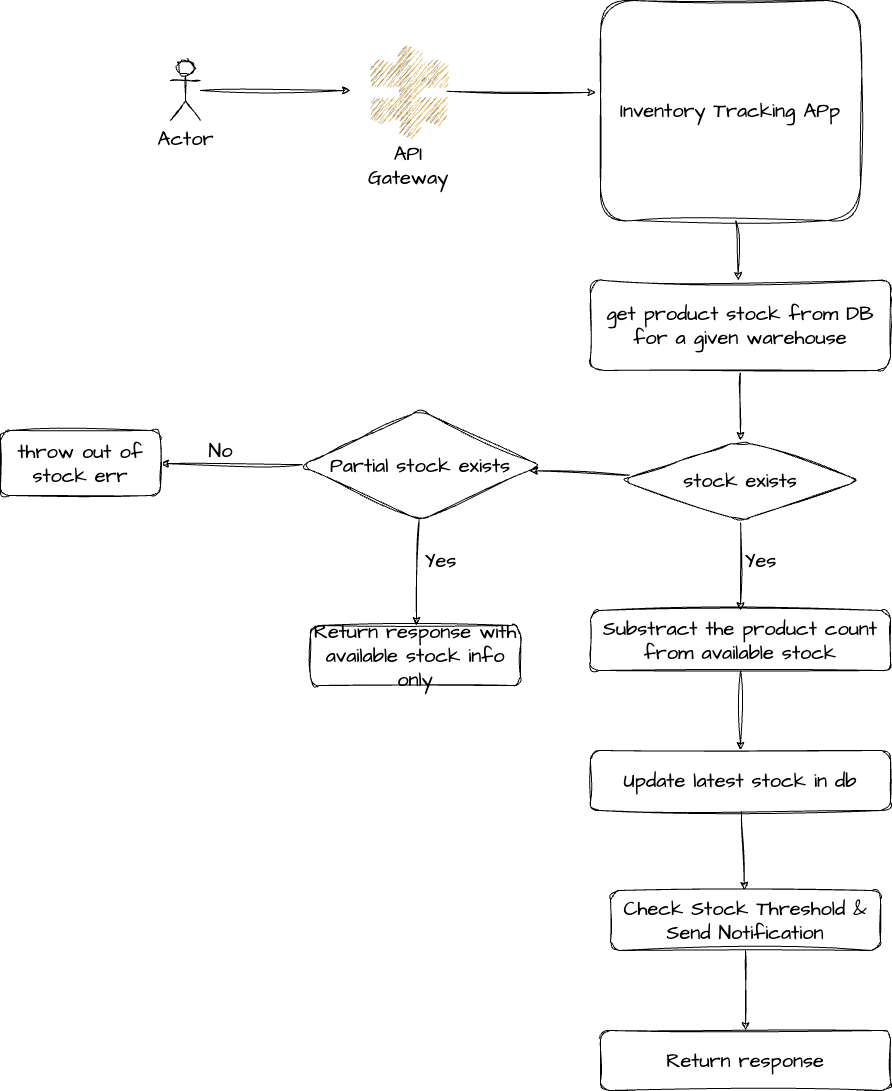 Inventory Tracking APp
Actor
API
Gateway
get product stock from DB
for a given warehouse
throw out of
stock err
No
Partial stock exists
stock exists
Yes
Yes
Return response with
available stock info
only
Substract the product count
from available stock
Update latest stock in db
Check Stock Threshold &
Send Notification
Return response